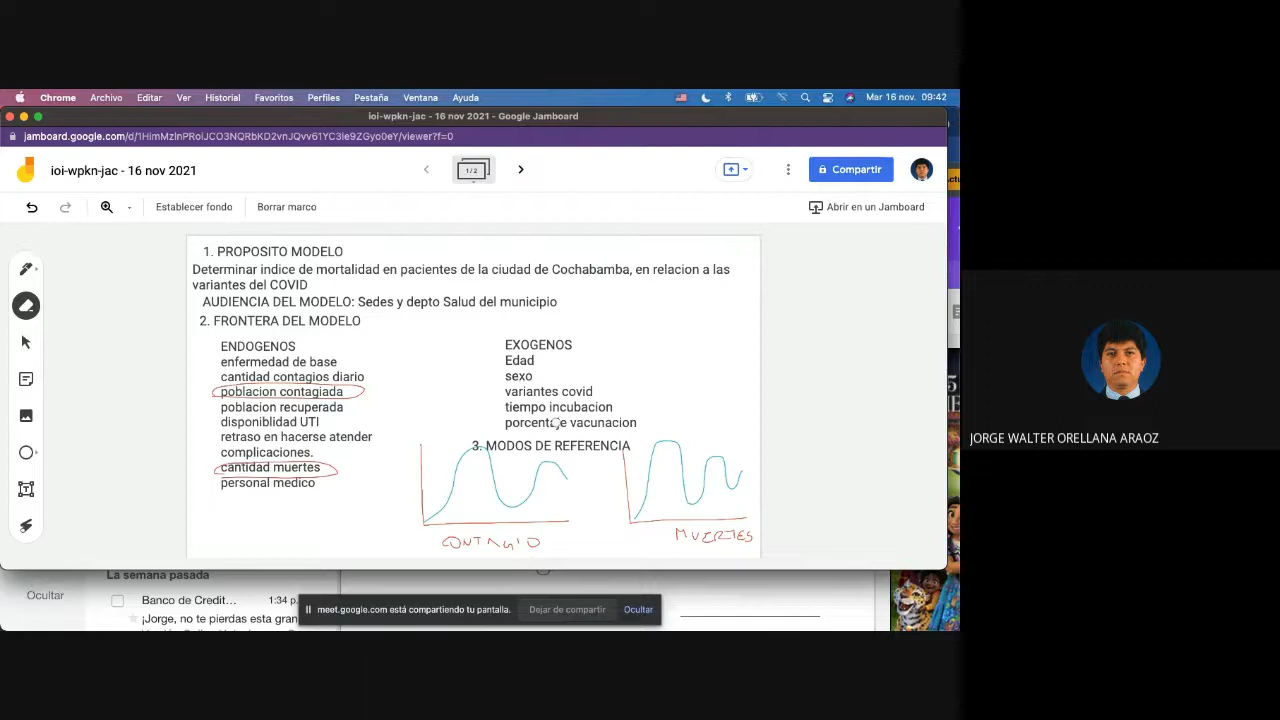 Chrome Archivo Editar Ver Historial Favoritos Perfiles Pestaña Ventana Ayuda Mar 16 nov. 09:42
ioi-wpkn-jac - 16 nov 2021 - Google Jamboard
jamboard.google.com/d/1HimMzlnPRoiJCO3NQRbKD2vnJQvv61YC3ie9ZGyo0eY/viewer?f=0
ioi-wpkn-jac - 16 nov 2021
1/2
Compartir
Establecer fondo
Borrar marco
Abrir en un Jamboard
1. PROPOSITO MODELO
Determinar indice de mortalidad en pacientes de la ciudad de Cochabamba, en relacion a las
variantes del COVID
AUDIENCIA DEL MODELO: Sedes y depto Salud del municipio
2. FRONTERA DEL MODELO
ENDOGENOS
enfermedad de base
cantidad contagios diario
poblacion contagiada
poblacion recuperada
disponiblidad UTI
retraso en hacerse atender
complicaciones.
cantidad muertes
personal medico
EXOGENOS
Edad
sexo
variantes covid
tiempo incubacion
porcentaje vacunacion
3. MODOS DE REFERENCIA
CONTAGIO
MUERTES
La semana pasada
Ocultar
Banco de Credit... 1:34 p.
¡Jorge, no te pierdas esta gran
meet.google.com está compartiendo tu pantalla.
Dejar de compartir
Ocultar
JORGE WALTER ORELLANA ARAOZ